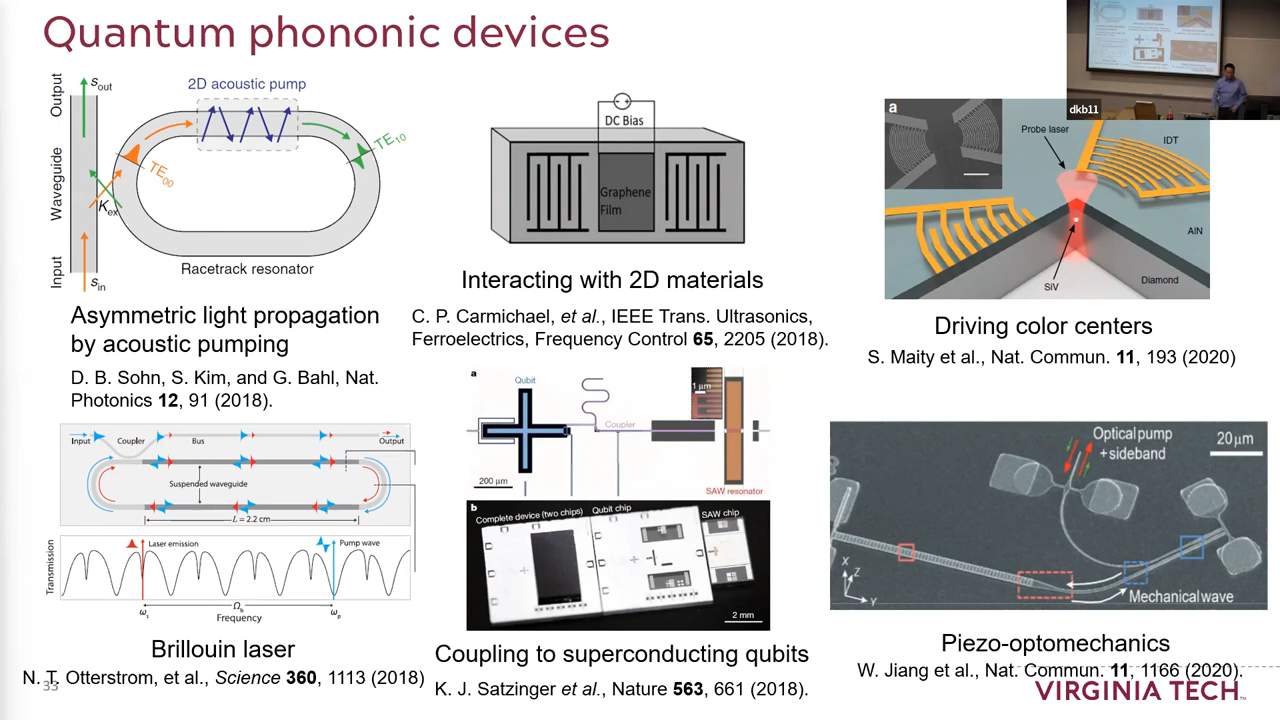 Quantum phononic devices
dkb11
Output
s_out
2D acoustic pump
TE_10
TE_00
Waveguide
K_ex
Input
s_in
Racetrack resonator
Asymmetric light propagation
by acoustic pumping
D. B. Sohn, S. Kim, and G. Bahl, Nat.
Photonics 12, 91 (2018).
DC Bias
Graphene
Film
Interacting with 2D materials
C. P. Carmichael, et al., IEEE Trans. Ultrasonics,
Ferroelectrics, Frequency Control 65, 2205 (2018).
a
Probe laser
IDT
AlN
SiV
Diamond
Driving color centers
S. Maity et al., Nat. Commun. 11, 193 (2020)
Input
Coupler
Bus
Output
Suspended waveguide
L = 2.2 cm
Transmission
Laser emission
Pump wave
Ω_b
ω_s
ω_p
Frequency
Brillouin laser
N. T. Otterstrom, et al., Science 360, 1113 (2018)
a
Qubit
1 μm
Coupler
200 μm
SAW resonator
b
Complete device (two chips)
Qubit chip
SAW chip
2 mm
Coupling to superconducting qubits
K. J. Satzinger et al., Nature 563, 661 (2018).
Optical pump
+sideband
20 μm
X
Z
Y
Mechanical wave
Piezo-optomechanics
W. Jiang et al., Nat. Commun. 11, 1166 (2020).
33
VIRGINIA TECH™